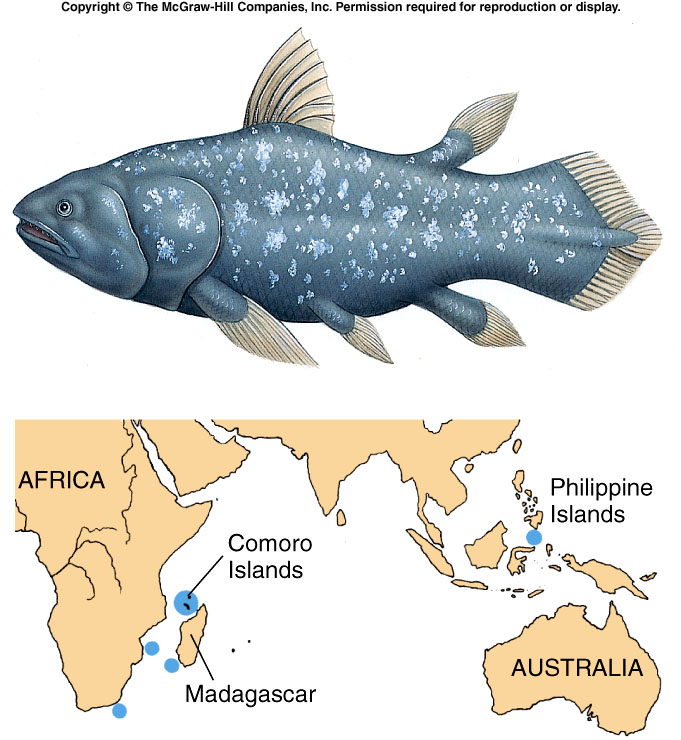 Copyright © The McGraw-Hill Companies, Inc. Permission required for reproduction or display.
AFRICA
Philippine
Islands
Comoro
Islands
AUSTRALIA
Madagascar